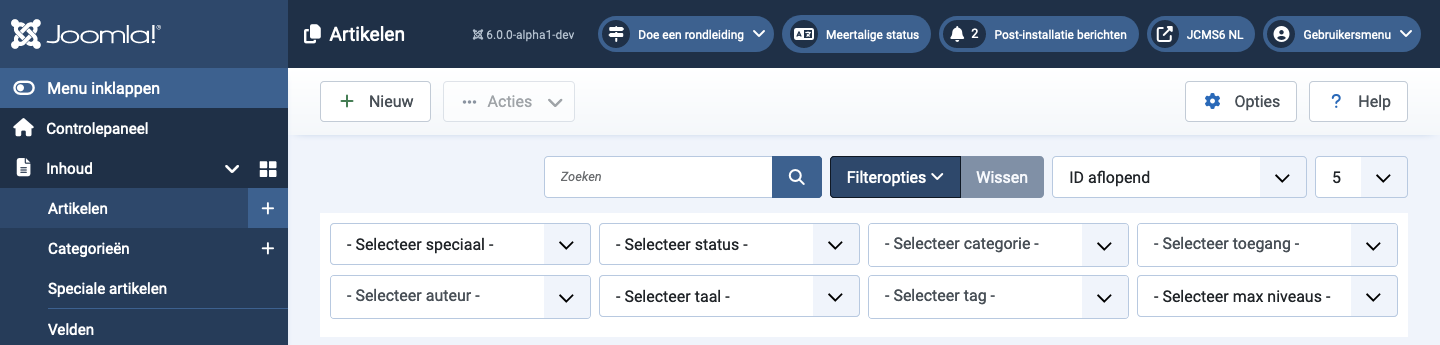 Joomla!®
Artikelen
6.0.0-alpha1-dev
Doe een rondleiding
Meertalige status
2 Post-installatie berichten
JCMS6 NL
Gebruikersmenu
Menu inklappen
Controlepaneel
Inhoud
Artikelen
Categorieën
Speciale artikelen
Velden
Nieuw
Acties
Opties
? Help
Zoeken
Filteropties
Wissen
ID aflopend
5
- Selecteer speciaal -
- Selecteer status -
- Selecteer categorie -
- Selecteer toegang -
- Selecteer auteur -
- Selecteer taal -
- Selecteer tag -
- Selecteer max niveaus -